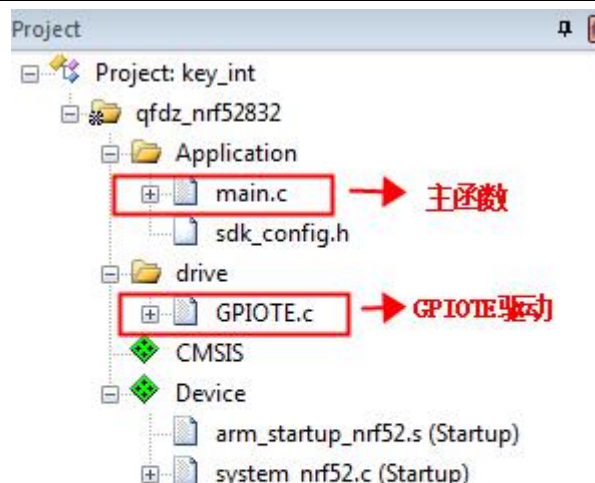 Project
Project: key_int
qfdz_nrf52832
Application
main.c
主函数
sdk_config.h
drive
GPIOTE.c
GPIOTE驱动
CMSIS
Device
arm_startup_nrf52.s (Startup)
system_nrf52.c (Startup)